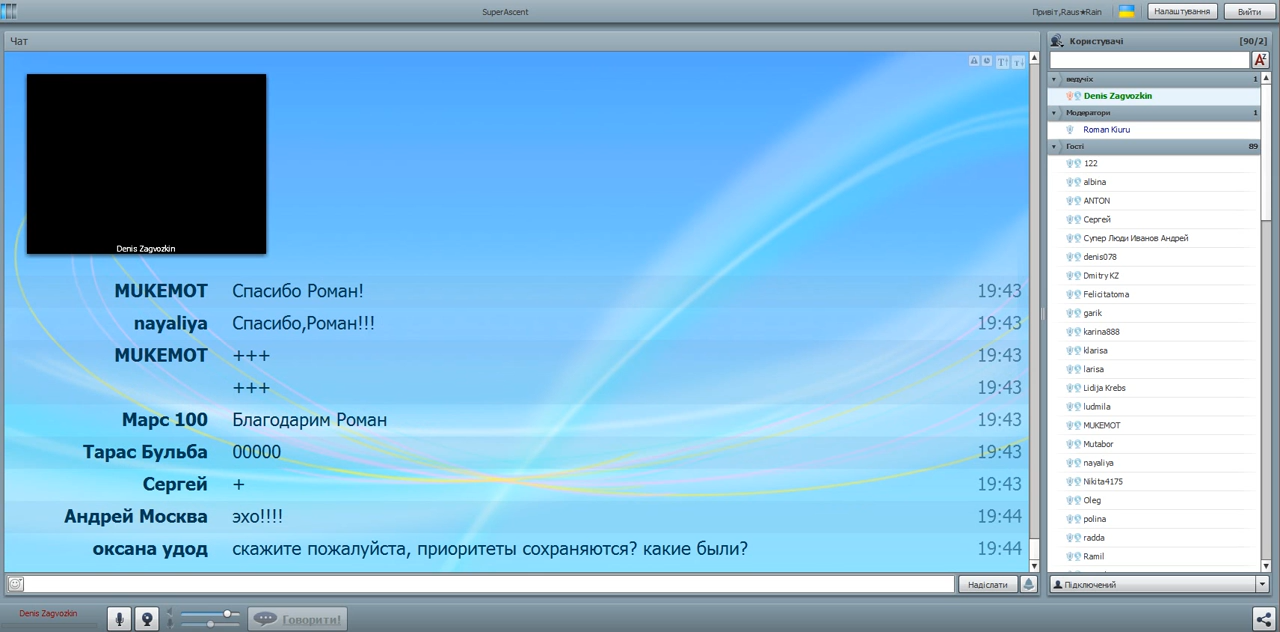 SuperAscent
Привіт,Raus★Rain
Налаштування
Вийти
Чат
Denis Zagvozkin
MUKEMOT Спасибо Роман! 19:43
nayaliya Спасибо,Роман!!! 19:43
MUKEMOT +++ 19:43
+++ 19:43
Марс 100 Благодарим Роман 19:43
Тарас Бульба 00000 19:43
Сергей + 19:43
Андрей Москва эхо!!!! 19:44
оксана удод скажите пожалуйста, приоритеты сохраняются? какие были? 19:44
Надіслати
Denis Zagvozkin
Говорити!
Користувачі [90/2]
ведучіх 1
Denis Zagvozkin
Модератори 1
Roman Kiuru
Гості 89
122
albina
ANTON
Сергей
Супер Люди Иванов Андрей
denis078
Dmitry KZ
Felicitatoma
garik
karina888
klarisa
larisa
Lidija Krebs
ludmila
MUKEMOT
Mutabor
nayaliya
Nikita4175
Oleg
polina
radda
Ramil
Підключений